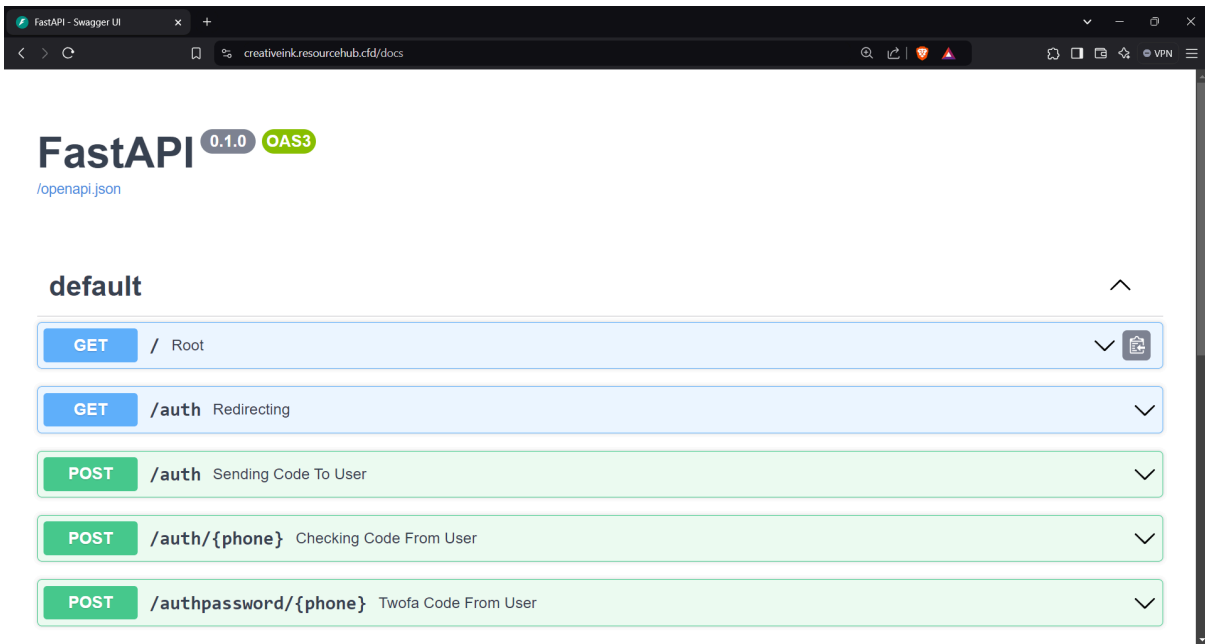 FastAPI - Swagger UI
creativeink.resourcehub.cfd/docs
VPN
FastAPI 0.1.0 OAS3
/openapi.json
default
GET / Root
GET /auth Redirecting
POST /auth Sending Code To User
POST /auth/{phone} Checking Code From User
POST /authpassword/{phone} Twofa Code From User